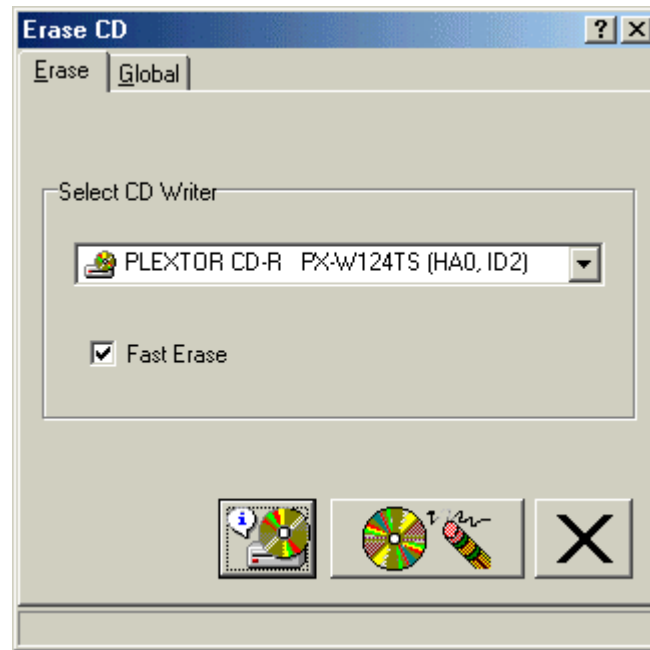 Erase CD
Erase Global
Select CD Writer
PLEXTOR CD-R PX-W124TS (HA0, ID2)
Fast Erase